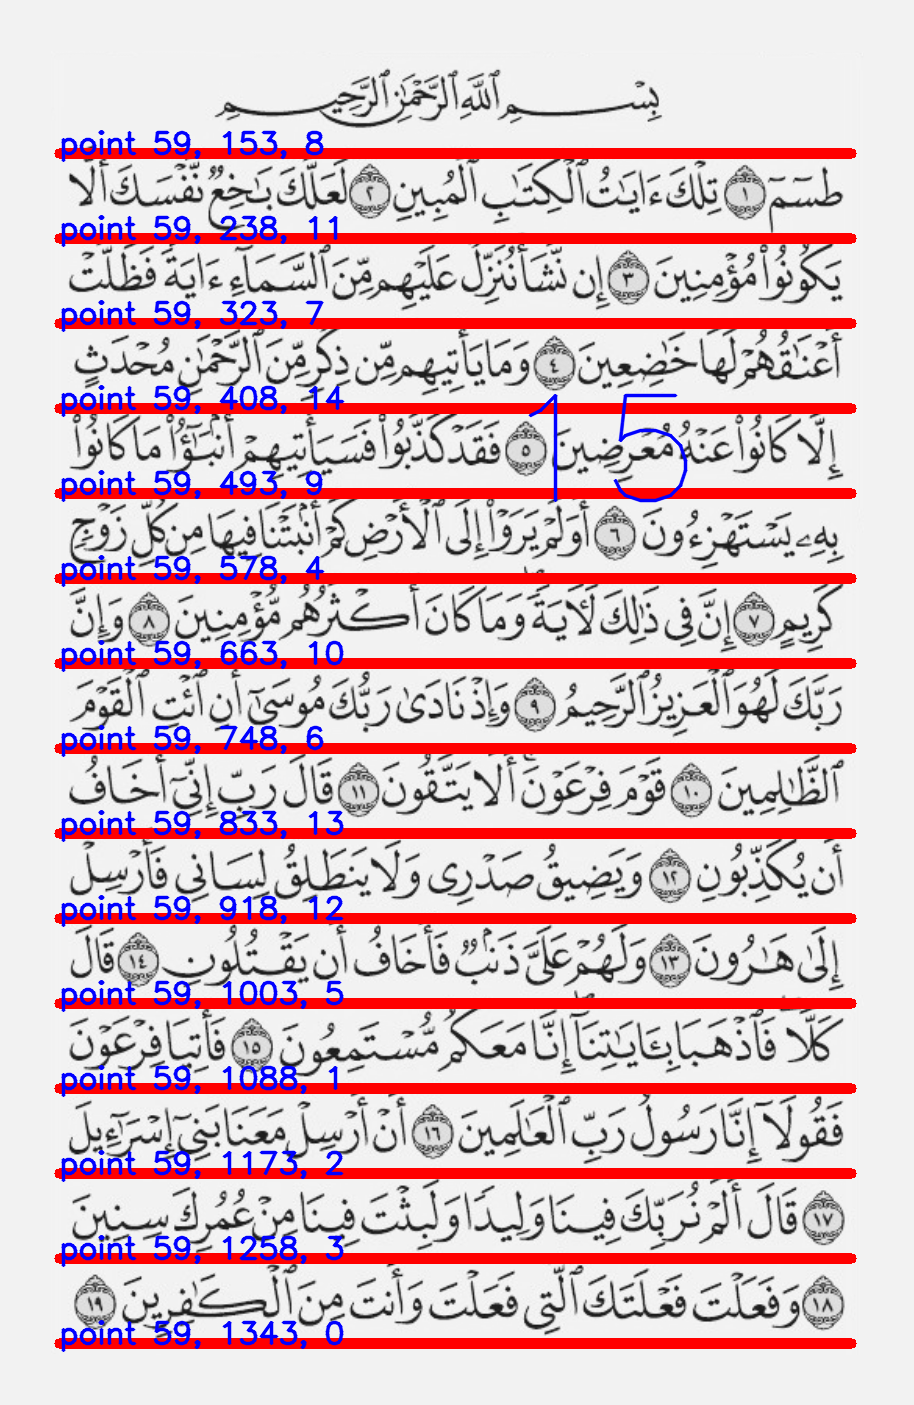 بِسْمِ ٱللَّهِ ٱلرَّحْمَٰنِ ٱلرَّحِيمِ
point 59, 153, 8
طسٓمٓ ١ تِلْكَ ءَايَٰتُ ٱلْكِتَٰبِ ٱلْمُبِينِ ٢ لَعَلَّكَ بَٰخِعٌ نَّفْسَكَ أَلَّا
point 59, 238, 11
يَكُونُوا۟ مُؤْمِنِينَ ٣ إِن نَّشَأْ نُنَزِّلْ عَلَيْهِم مِّنَ ٱلسَّمَآءِ ءَايَةً فَظَلَّتْ
point 59, 323, 7
أَعْنَٰقُهُمْ لَهَا خَٰضِعِينَ ٤ وَمَا يَأْتِيهِم مِّن ذِكْرٍ مِّنَ ٱلرَّحْمَٰنِ مُحْدَثٍ
point 59, 408, 14
إِلَّا كَانُوا۟ عَنْهُ مُعْرِضِينَ ٥ فَقَدْ كَذَّبُوا۟ فَسَيَأْتِيهِمْ أَنۢبَٰٓؤُا۟ مَا كَانُوا۟
15
point 59, 493, 9
بِهِۦ يَسْتَهْزِءُونَ ٦ أَوَلَمْ يَرَوْا۟ إِلَى ٱلْأَرْضِ كَمْ أَنۢبَتْنَا فِيهَا مِن كُلِّ زَوْجٍ
point 59, 578, 4
كَرِيمٍ ٧ إِنَّ فِى ذَٰلِكَ لَءَايَةً وَمَا كَانَ أَكْثَرُهُم مُّؤْمِنِينَ ٨ وَإِنَّ
point 59, 663, 10
رَبَّكَ لَهُوَ ٱلْعَزِيزُ ٱلرَّحِيمُ ٩ وَإِذْ نَادَىٰ رَبُّكَ مُوسَىٰٓ أَنِ ٱئْتِ ٱلْقَوْمَ
point 59, 748, 6
ٱلظَّٰلِمِينَ ١٠ قَوْمَ فِرْعَوْنَ أَلَا يَتَّقُونَ ١١ قَالَ رَبِّ إِنِّىٓ أَخَافُ
point 59, 833, 13
أَن يُكَذِّبُونِ ١٢ وَيَضِيقُ صَدْرِى وَلَا يَنطَلِقُ لِسَانِى فَأَرْسِلْ
point 59, 918, 12
إِلَىٰ هَٰرُونَ ١٣ وَلَهُمْ عَلَىَّ ذَنۢبٌ فَأَخَافُ أَن يَقْتُلُونِ ١٤ قَالَ
point 59, 1003, 5
كَلَّا فَٱذْهَبَا بِـَٔايَٰتِنَآ إِنَّا مَعَكُم مُّسْتَمِعُونَ ١٥ فَأْتِيَا فِرْعَوْنَ
point 59, 1088, 1
فَقُولَآ إِنَّا رَسُولُ رَبِّ ٱلْعَٰلَمِينَ ١٦ أَنْ أَرْسِلْ مَعَنَا بَنِىٓ إِسْرَٰٓءِيلَ
point 59, 1173, 2
١٧ قَالَ أَلَمْ نُرَبِّكَ فِينَا وَلِيدًا وَلَبِثْتَ فِينَا مِنْ عُمُرِكَ سِنِينَ
point 59, 1258, 3
١٨ وَفَعَلْتَ فَعْلَتَكَ ٱلَّتِى فَعَلْتَ وَأَنتَ مِنَ ٱلْكَٰفِرِينَ ١٩
point 59, 1343, 0